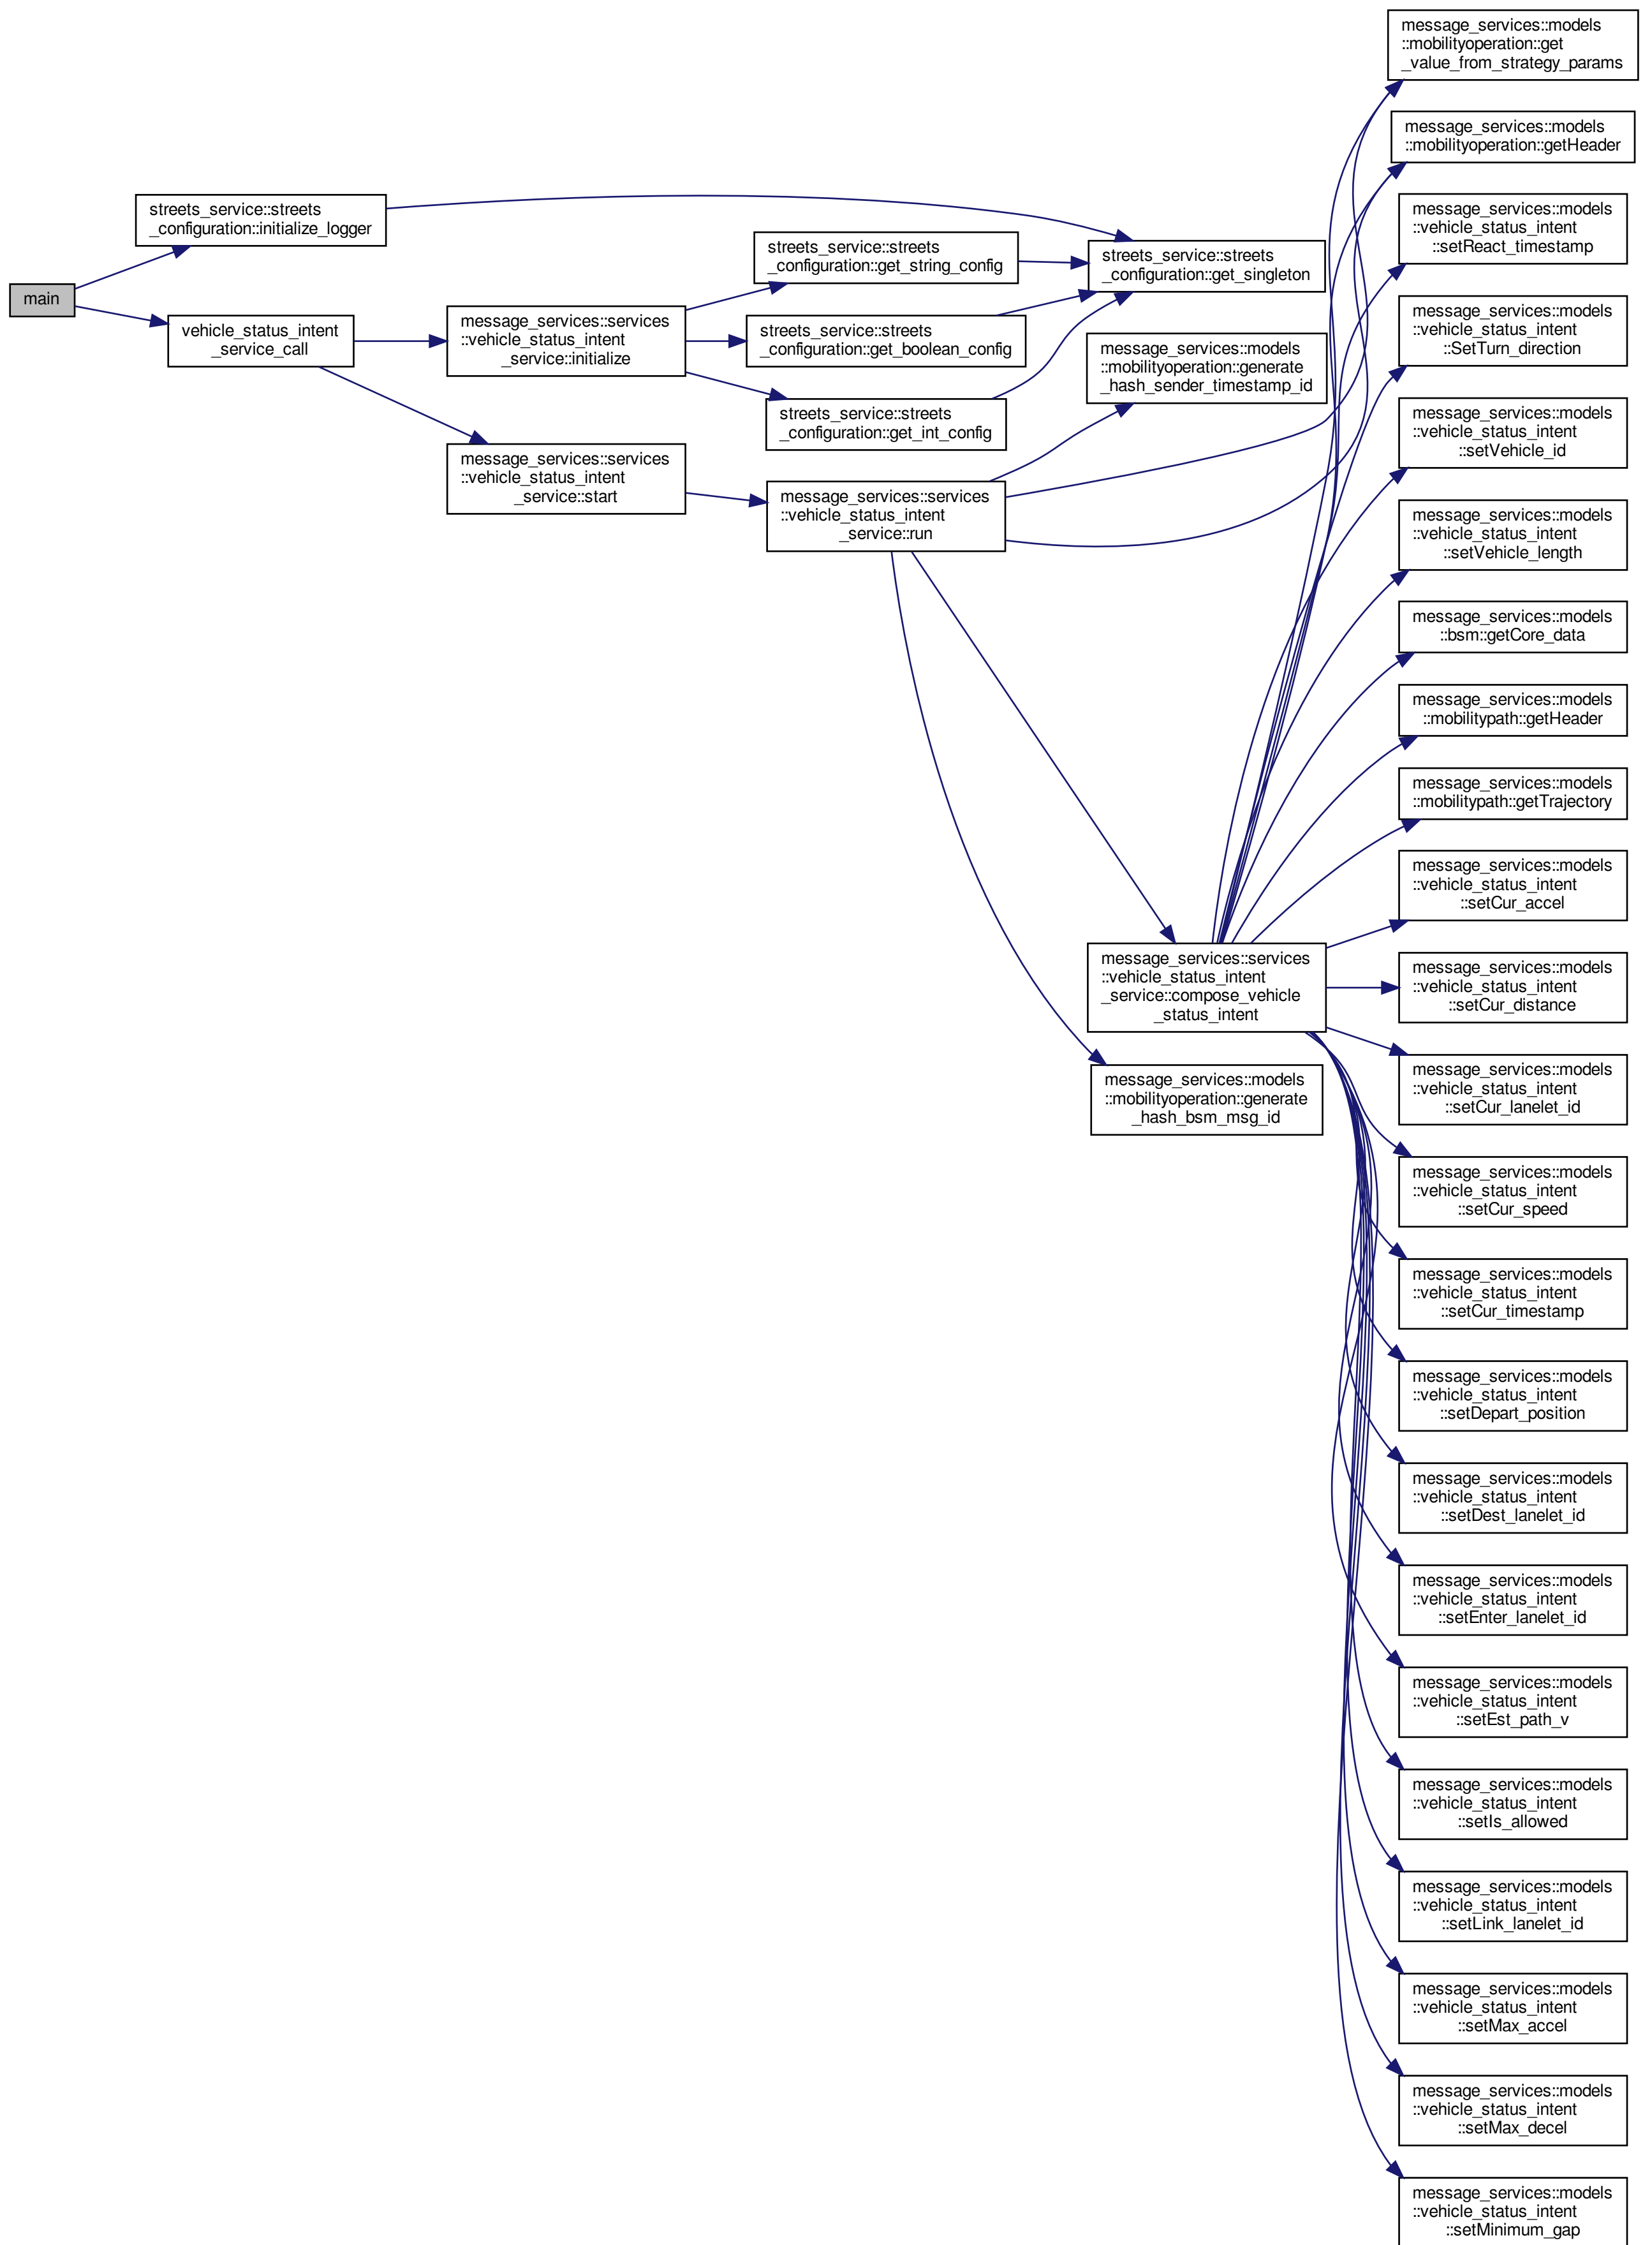 main
streets_service::streets
_configuration::initialize_logger
vehicle_status_intent
_service_call
message_services::services
::vehicle_status_intent
_service::initialize
message_services::services
::vehicle_status_intent
_service::start
streets_service::streets
_configuration::get_string_config
streets_service::streets
_configuration::get_boolean_config
streets_service::streets
_configuration::get_int_config
message_services::services
::vehicle_status_intent
_service::run
streets_service::streets
_configuration::get_singleton
message_services::models
::mobilityoperation::generate
_hash_sender_timestamp_id
message_services::services
::vehicle_status_intent
_service::compose_vehicle
_status_intent
message_services::models
::mobilityoperation::generate
_hash_bsm_msg_id
message_services::models
::mobilityoperation::get
_value_from_strategy_params
message_services::models
::mobilityoperation::getHeader
message_services::models
::vehicle_status_intent
::setReact_timestamp
message_services::models
::vehicle_status_intent
::SetTurn_direction
message_services::models
::vehicle_status_intent
::setVehicle_id
message_services::models
::vehicle_status_intent
::setVehicle_length
message_services::models
::bsm::getCore_data
message_services::models
::mobilitypath::getHeader
message_services::models
::mobilitypath::getTrajectory
message_services::models
::vehicle_status_intent
::setCur_accel
message_services::models
::vehicle_status_intent
::setCur_distance
message_services::models
::vehicle_status_intent
::setCur_lanelet_id
message_services::models
::vehicle_status_intent
::setCur_speed
message_services::models
::vehicle_status_intent
::setCur_timestamp
message_services::models
::vehicle_status_intent
::setDepart_position
message_services::models
::vehicle_status_intent
::setDest_lanelet_id
message_services::models
::vehicle_status_intent
::setEnter_lanelet_id
message_services::models
::vehicle_status_intent
::setEst_path_v
message_services::models
::vehicle_status_intent
::setIs_allowed
message_services::models
::vehicle_status_intent
::setLink_lanelet_id
message_services::models
::vehicle_status_intent
::setMax_accel
message_services::models
::vehicle_status_intent
::setMax_decel
message_services::models
::vehicle_status_intent
::setMinimum_gap